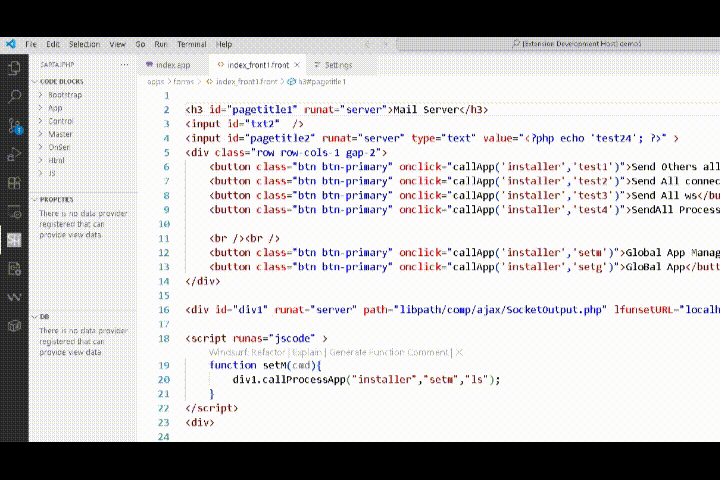 File Edit Selection View Go Run Terminal Help
[Extension Development Host] demo1
SARTAJPHP ...
index.app index_front1.front × Settings
apps > forms > index_front1.front > h3#pagetitle1
CODE BLOCKS
Bootstrap
App
Control
Master
OnSer
Html
JS
PROPETIES
There is no data provider
registered that can
provide view data.
DB
There is no data provider
registered that can
provide view data.
1
2 <h3 id="pagetitle1" runat="server">Mail Server</h3>
3 <input id="txt2" />
4 <input id="pagetitle2" runat="server" type="text" value="<?php echo 'test24'; ?>" >
5 <div class="row row-cols-1 gap-2">
6 <button class="btn btn-primary" onclick="callApp('installer','test1')">Send Others all
7 <button class="btn btn-primary" onclick="callApp('installer','test2')">Send All connec
8 <button class="btn btn-primary" onclick="callApp('installer','test3')">Send All ws</bu
9 <button class="btn btn-primary" onclick="callApp('installer','test4')">SendAll Process
10
11 <br /><br />
12 <button class="btn btn-primary" onclick="callApp('installer','setm')">Global App Manag
13 <button class="btn btn-primary" onclick="callApp('installer','setg')">GloBal App</butt
14 </div>
15
16 <div id="div1" runat="server" path="libpath/comp/ajax/SocketOutput.php" lfunsetURL="localh
17
18 <script runas="jscode" >
Windsurf: Refactor | Explain | Generate Function Comment | ×
19 function setM(cmd){
20 div1.callProcessApp("installer","setm","ls");
21 }
22 </script>
23 <div>
24